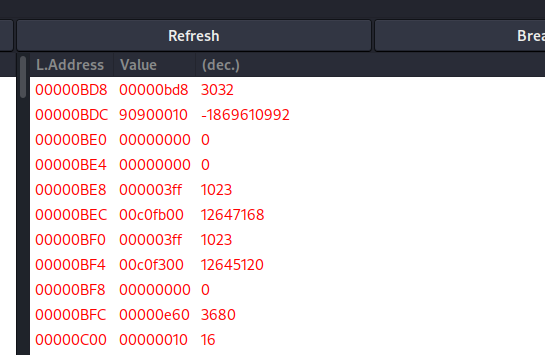 Refresh Brea
L.Address Value (dec.)
00000BD8 00000bd8 3032
00000BDC 90900010 -1869610992
00000BE0 00000000 0
00000BE4 00000000 0
00000BE8 000003ff 1023
00000BEC 00c0fb00 12647168
00000BF0 000003ff 1023
00000BF4 00c0f300 12645120
00000BF8 00000000 0
00000BFC 00000e60 3680
00000C00 00000010 16